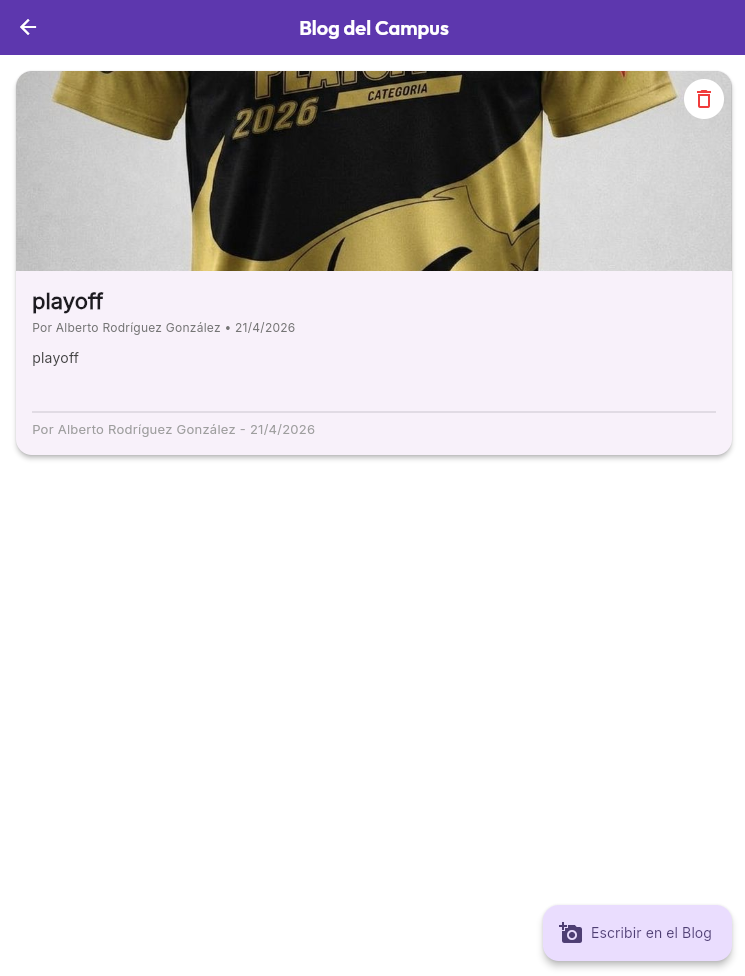 Blog del Campus
2026
CATEGORIA
playoff
Por Alberto Rodríguez González • 21/4/2026
playoff
Por Alberto Rodríguez González - 21/4/2026
Escribir en el Blog